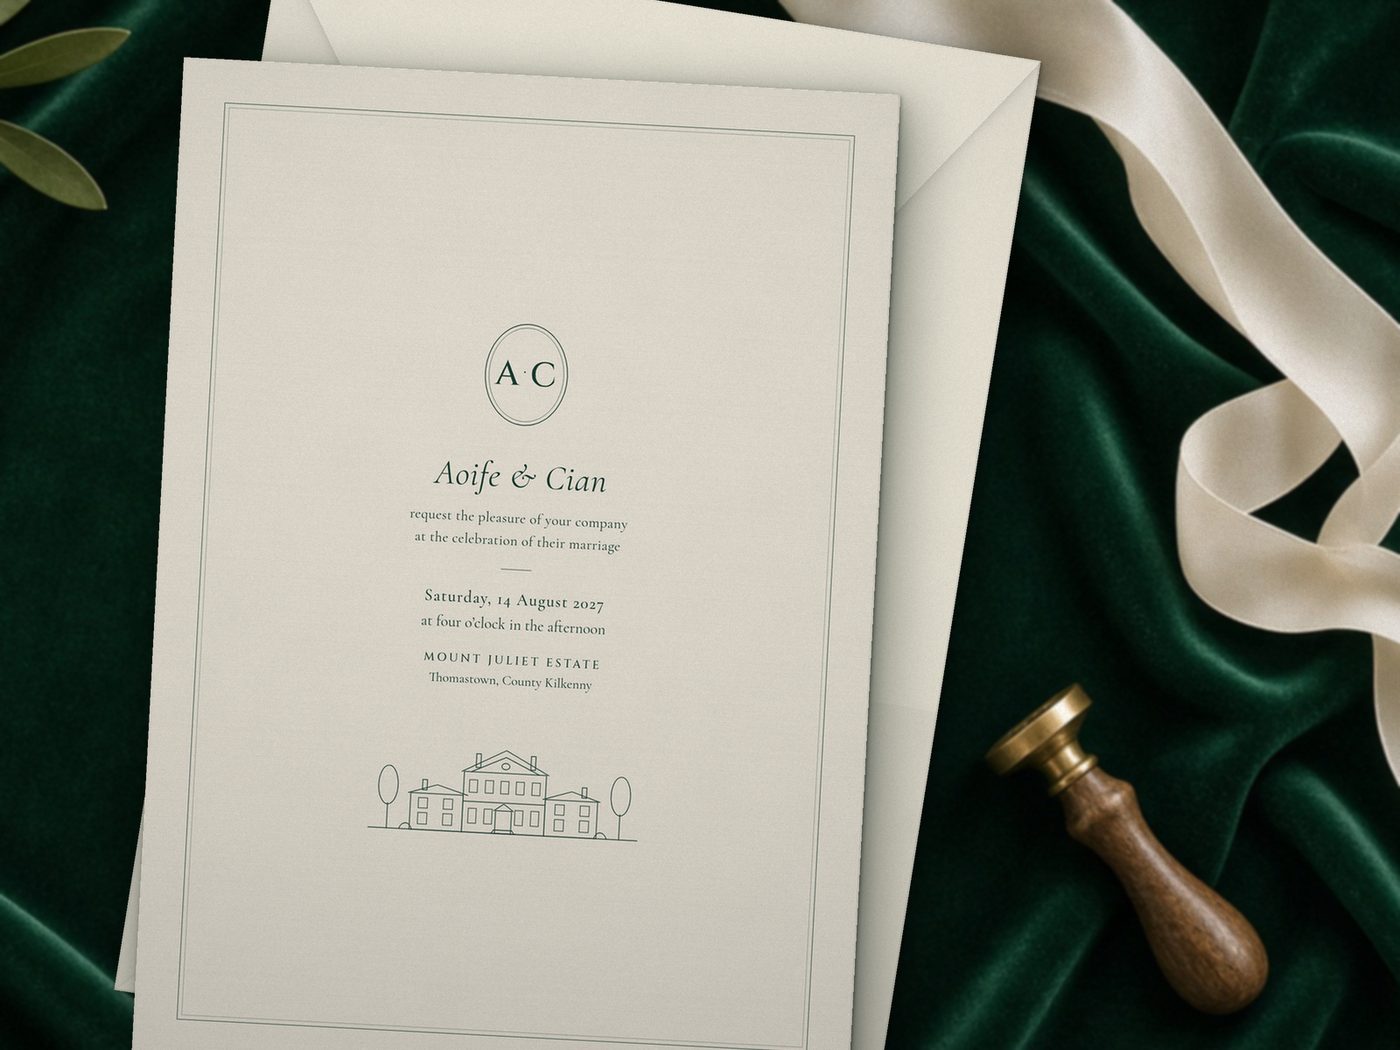 A · C
Aoife & Cian
request the pleasure of your company
at the celebration of their marriage
Saturday, 14 August 2027
at four o'clock in the afternoon
MOUNT JULIET ESTATE
Thomastown, County Kilkenny